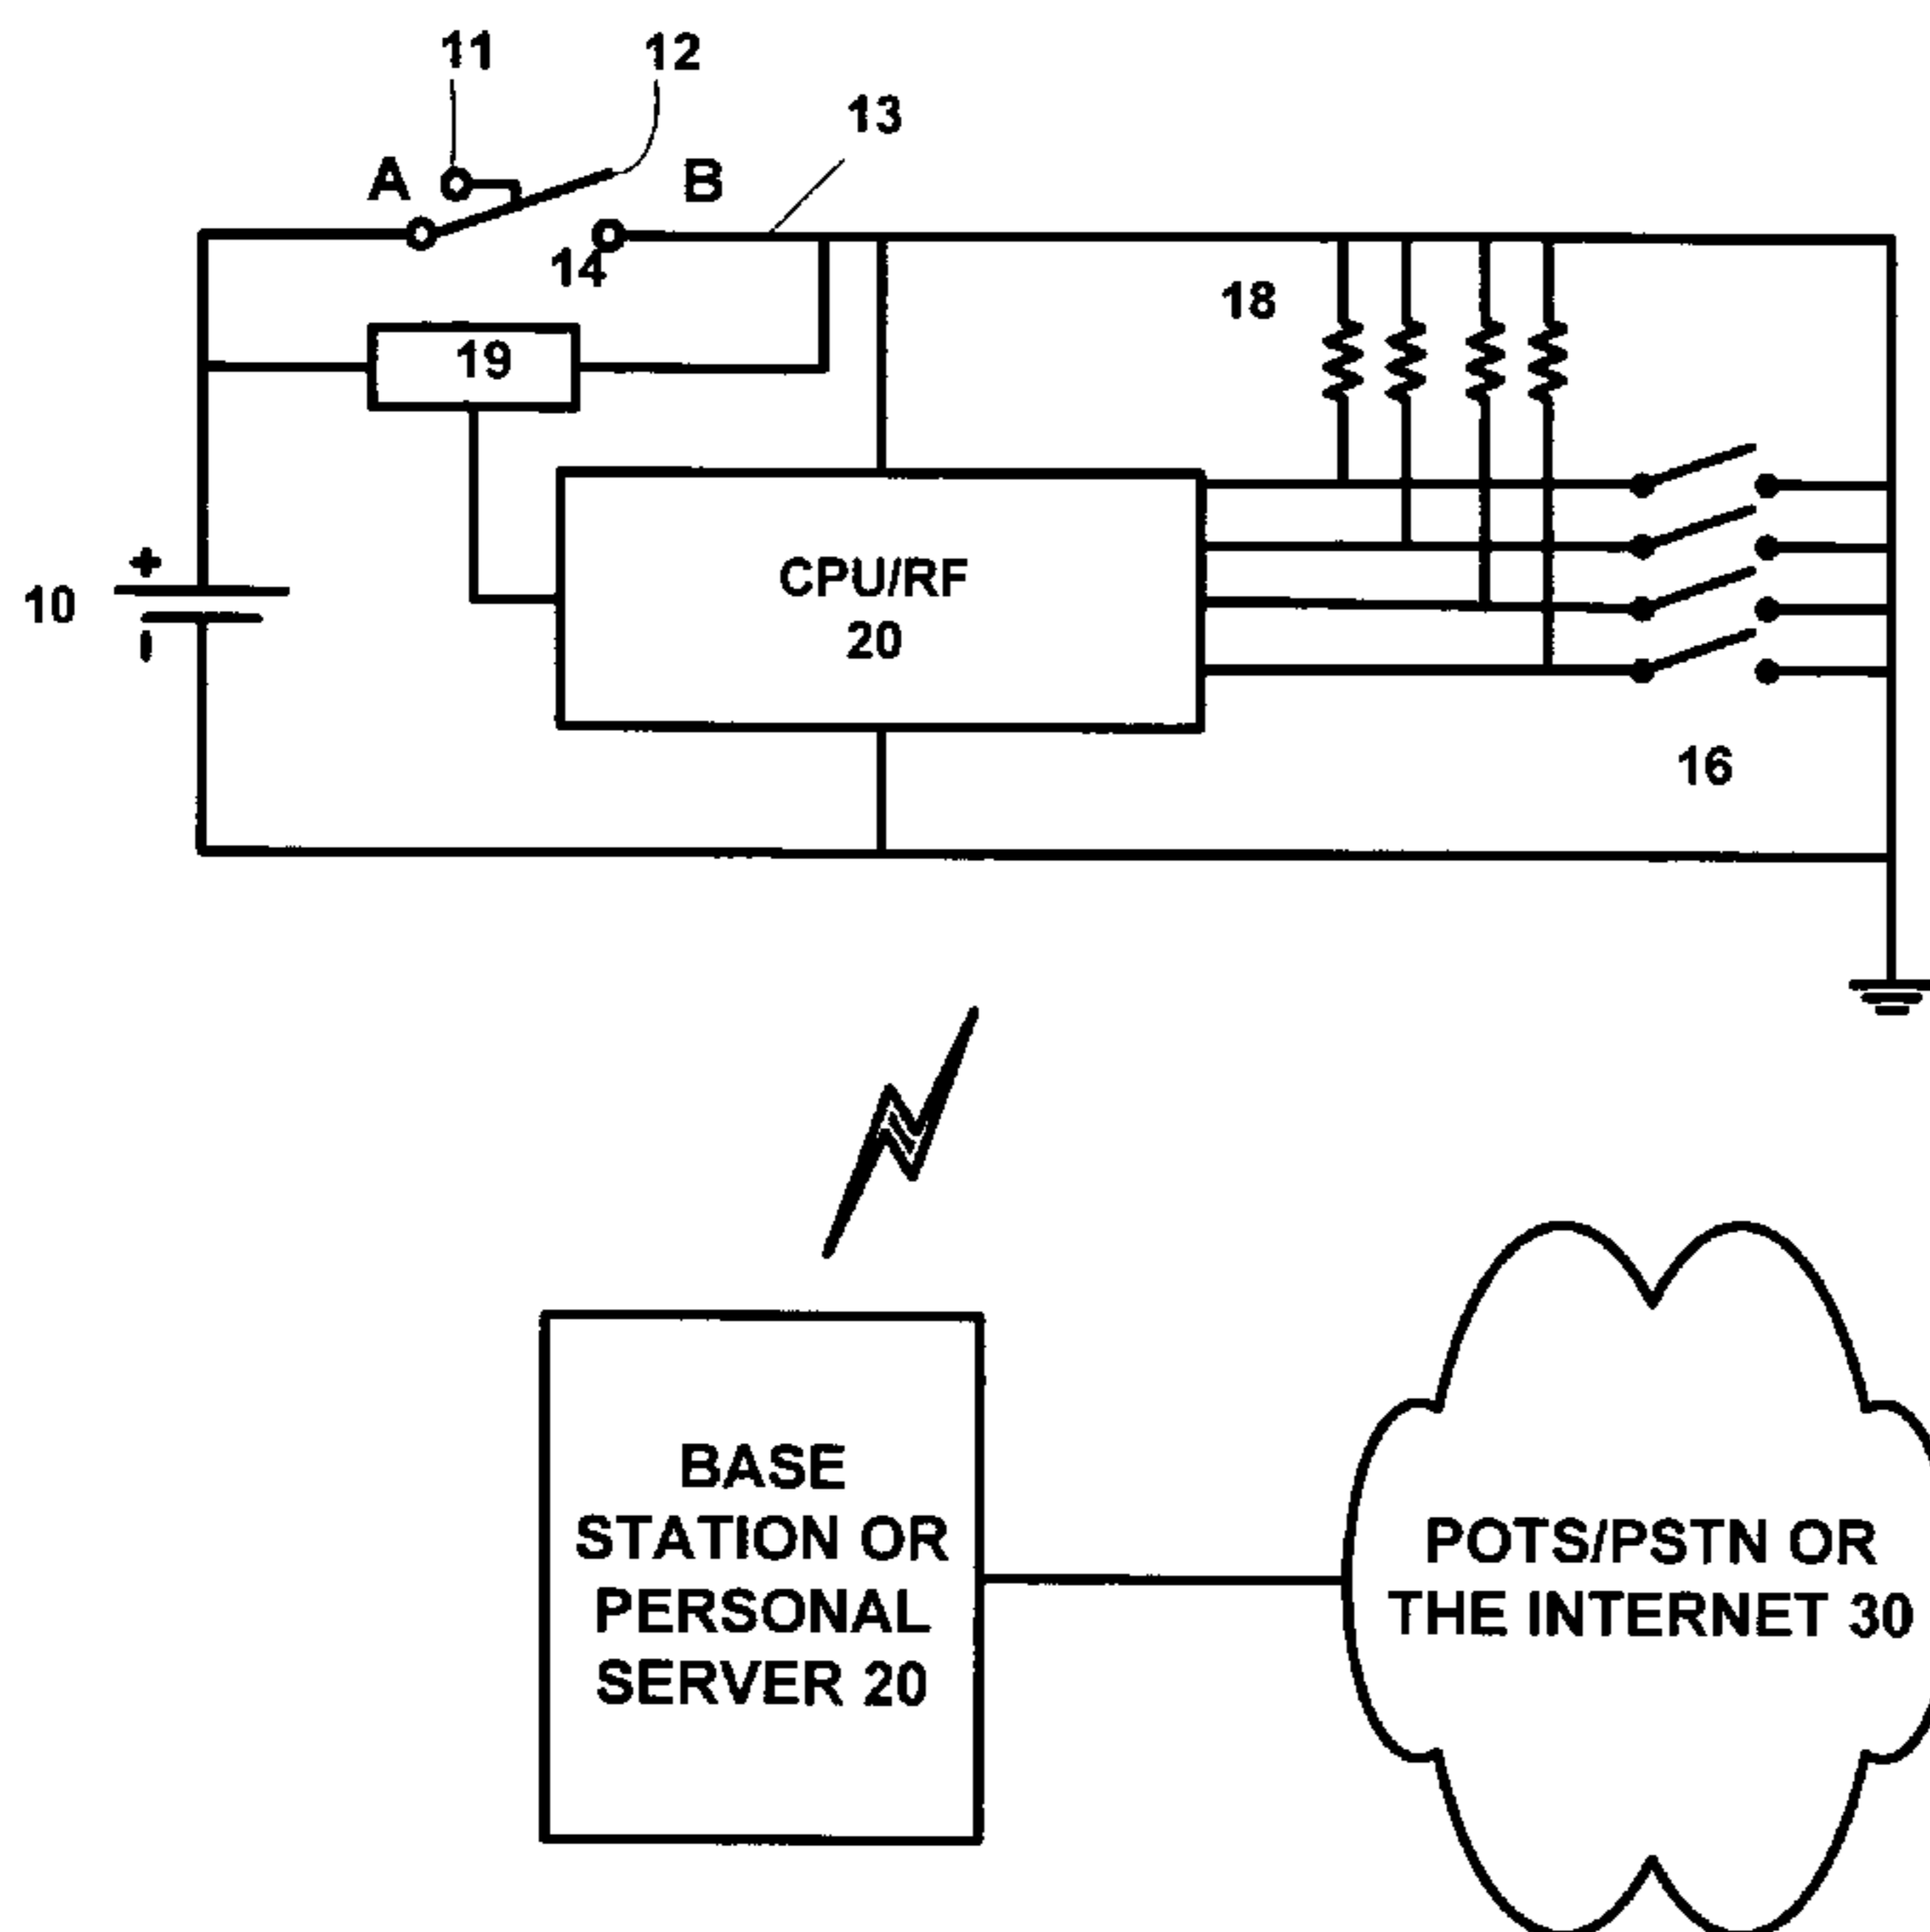 11
12
13
A
B
14
18
19
+
10
CPU/RF
20
-
16
BASE
STATION OR
PERSONAL
SERVER 20
POTS/PSTN OR
THE INTERNET 30